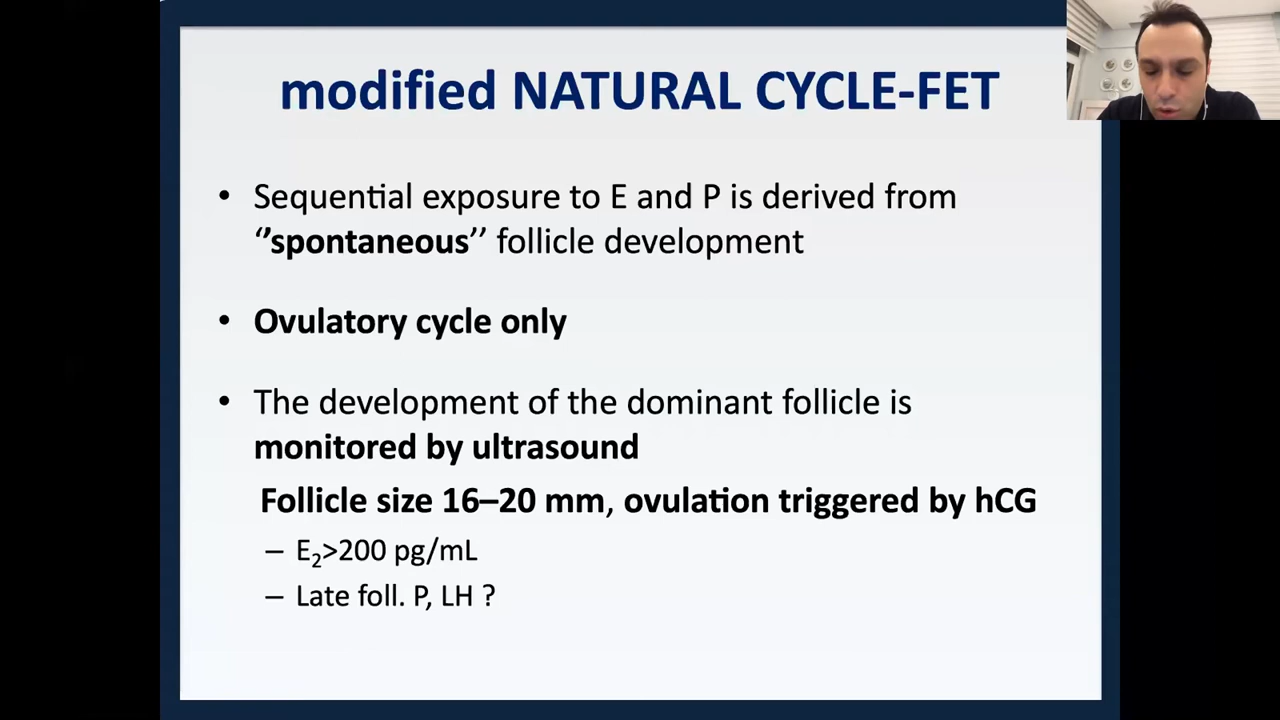 modified NATURAL CYCLE-FET
• Sequential exposure to E and P is derived from
‘’spontaneous’’ follicle development
• Ovulatory cycle only
• The development of the dominant follicle is
monitored by ultrasound
Follicle size 16–20 mm, ovulation triggered by hCG
– E₂>200 pg/mL
– Late foll. P, LH ?